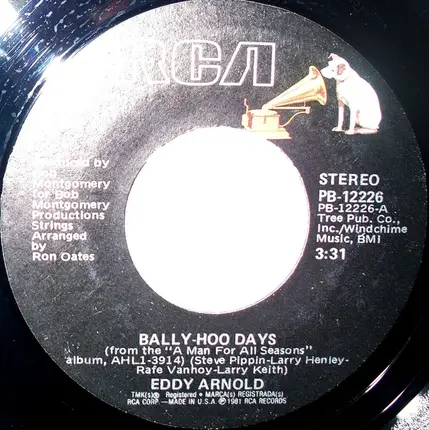 RCA
by
Bob
Montgomery
for Bob
Montgomery
Productions
Strings
Arranged
by
Ron Oates
STEREO
PB-12226
PB-12226-A
Tree Pub. Co.,
Inc./Windchime
Music, BMI
3:31
BALLY-HOO DAYS
(from the "A Man For All Seasons"
album, AHL1-3914) (Steve Pippin-Larry Henley-
Rafe Vanhoy-Larry Keith)
EDDY ARNOLD
TMK(s)® Registered • MARCA(s) REGISTRADA(s)
RCA CORP.—MADE IN U.S.A. ℗1981 RCA RECORDS